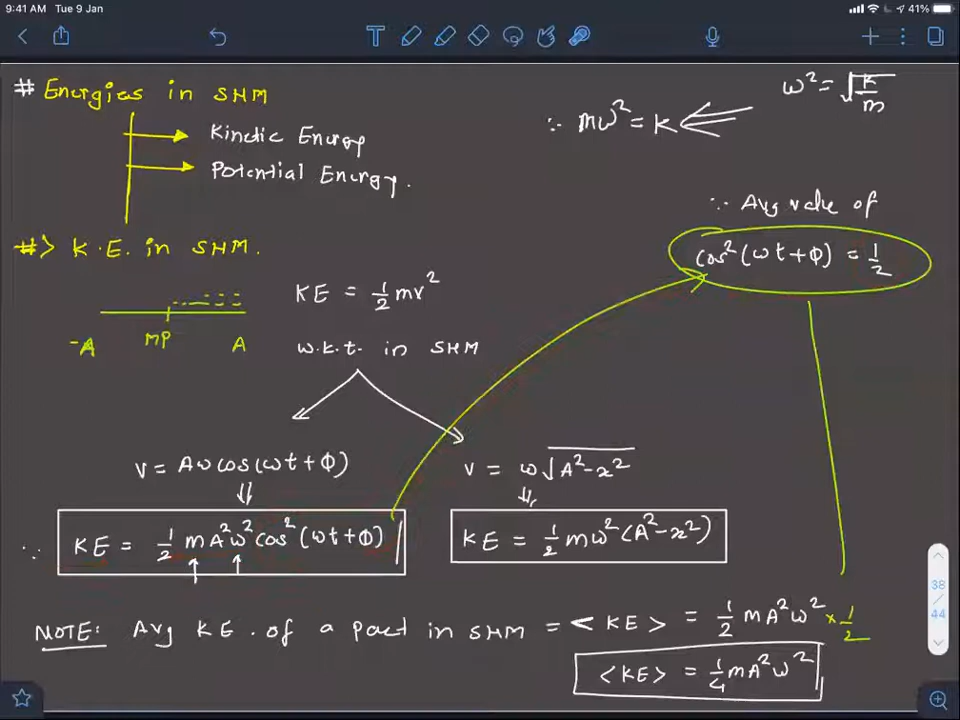 9:41 AM Tue 9 Jan
41%
# Energies in SHM
ω² = √(K/m)
∵ mω² = K
Kinetic Energy
Potential Energy.
∵ Avg value of
cos²(ωt+Φ) = 1/2
#> K.E. in SHM.
KE = 1/2 mv²
-A MP A
w.k.t. in SHM
v = Aω cos(ωt+Φ)
v = ω√(A²-x²)
∴ KE = 1/2 mA²ω² cos²(ωt+Φ)
KE = 1/2 mω²(A²-x²)
38
/
44
NOTE: Avg KE. of a pact in SHM = <KE> = 1/2 mA²ω² × 1/2
<KE> = 1/4 mA²ω²